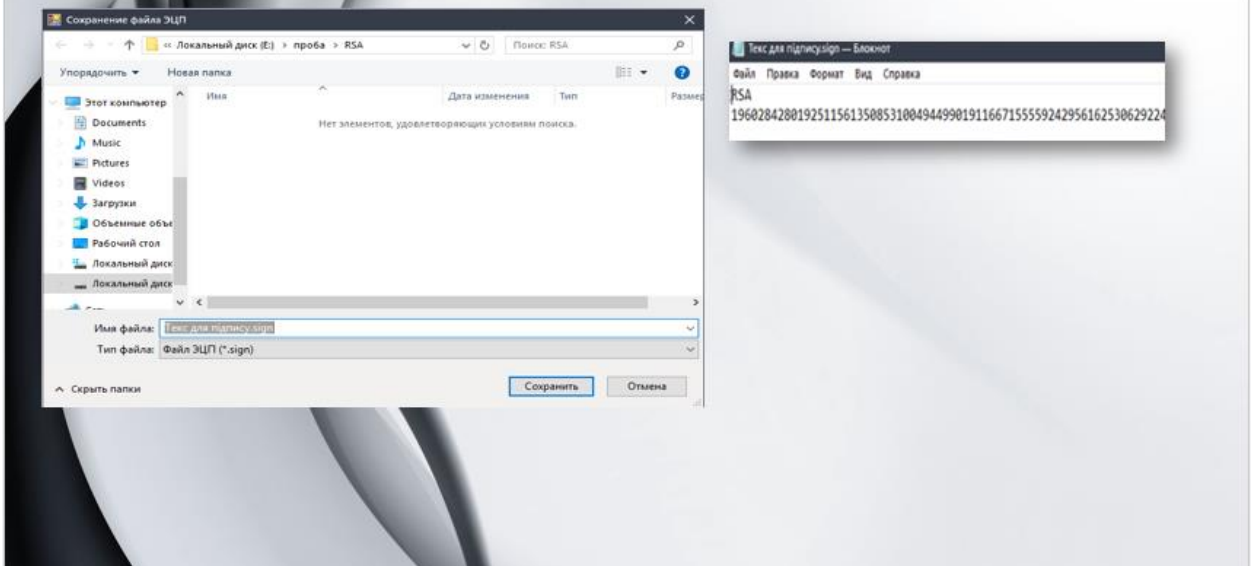 Сохранение файла ЭЦП
« Локальный диск (E:) > проба > RSA
Поиск: RSA
Упорядочить
Новая папка
Имя
Дата изменения
Тип
Размер
Этот компьютер
Documents
Music
Pictures
Videos
Загрузки
Объемные объе
Рабочий стол
Локальный диск
Локальный диск
Нет элементов, удовлетворяющих условиям поиска.
Имя файла: Текс для підпису.sign
Тип файла: Файл ЭЦП (*.sign)
Скрыть папки
Сохранить
Отмена
Текс для підпису.sign — Блокнот
Файл Правка Формат Вид Справка
RSA
1960284280192511561350853100494499019116671555592429561625306292​24